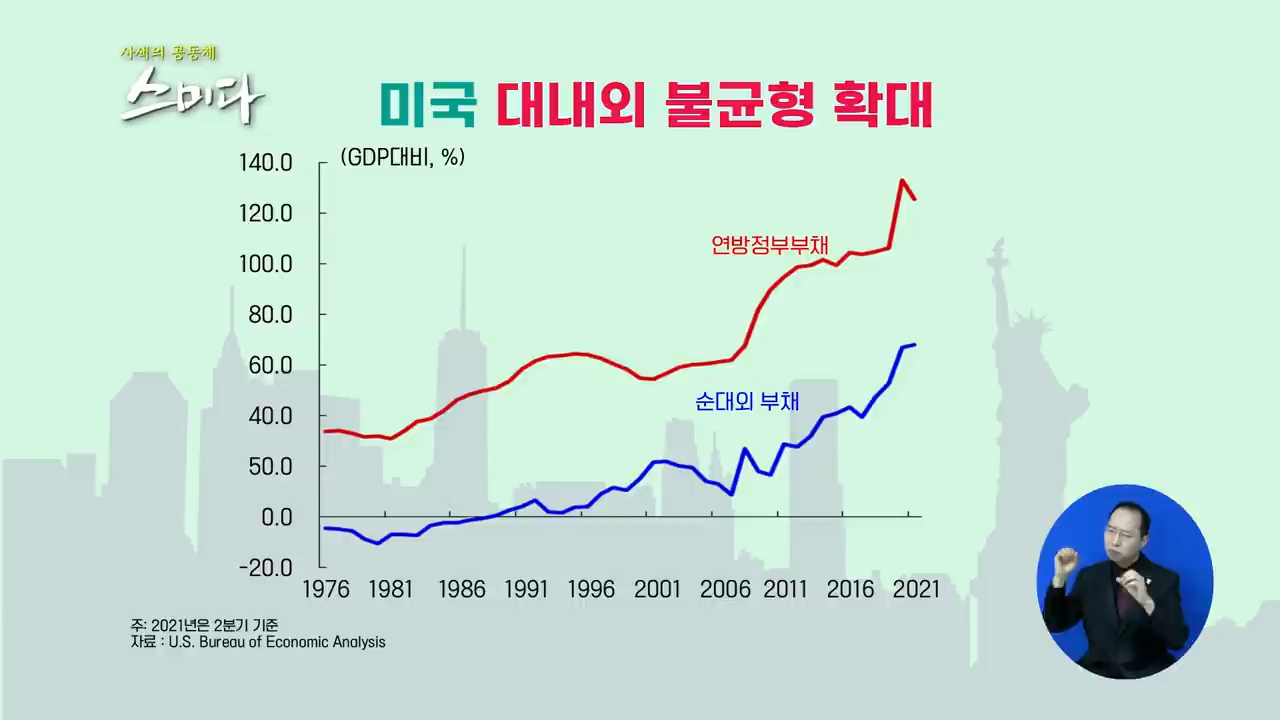 사색의 공동체
스미다
미국 대내외 불균형 확대
(GDP대비, %)
140.0
120.0
100.0
80.0
60.0
40.0
50.0
0.0
-20.0
연방정부부채
순대외 부채
1976 1981 1986 1991 1996 2001 2006 2011 2016 2021
주: 2021년은 2분기 기준
자료 : U.S. Bureau of Economic Analysis